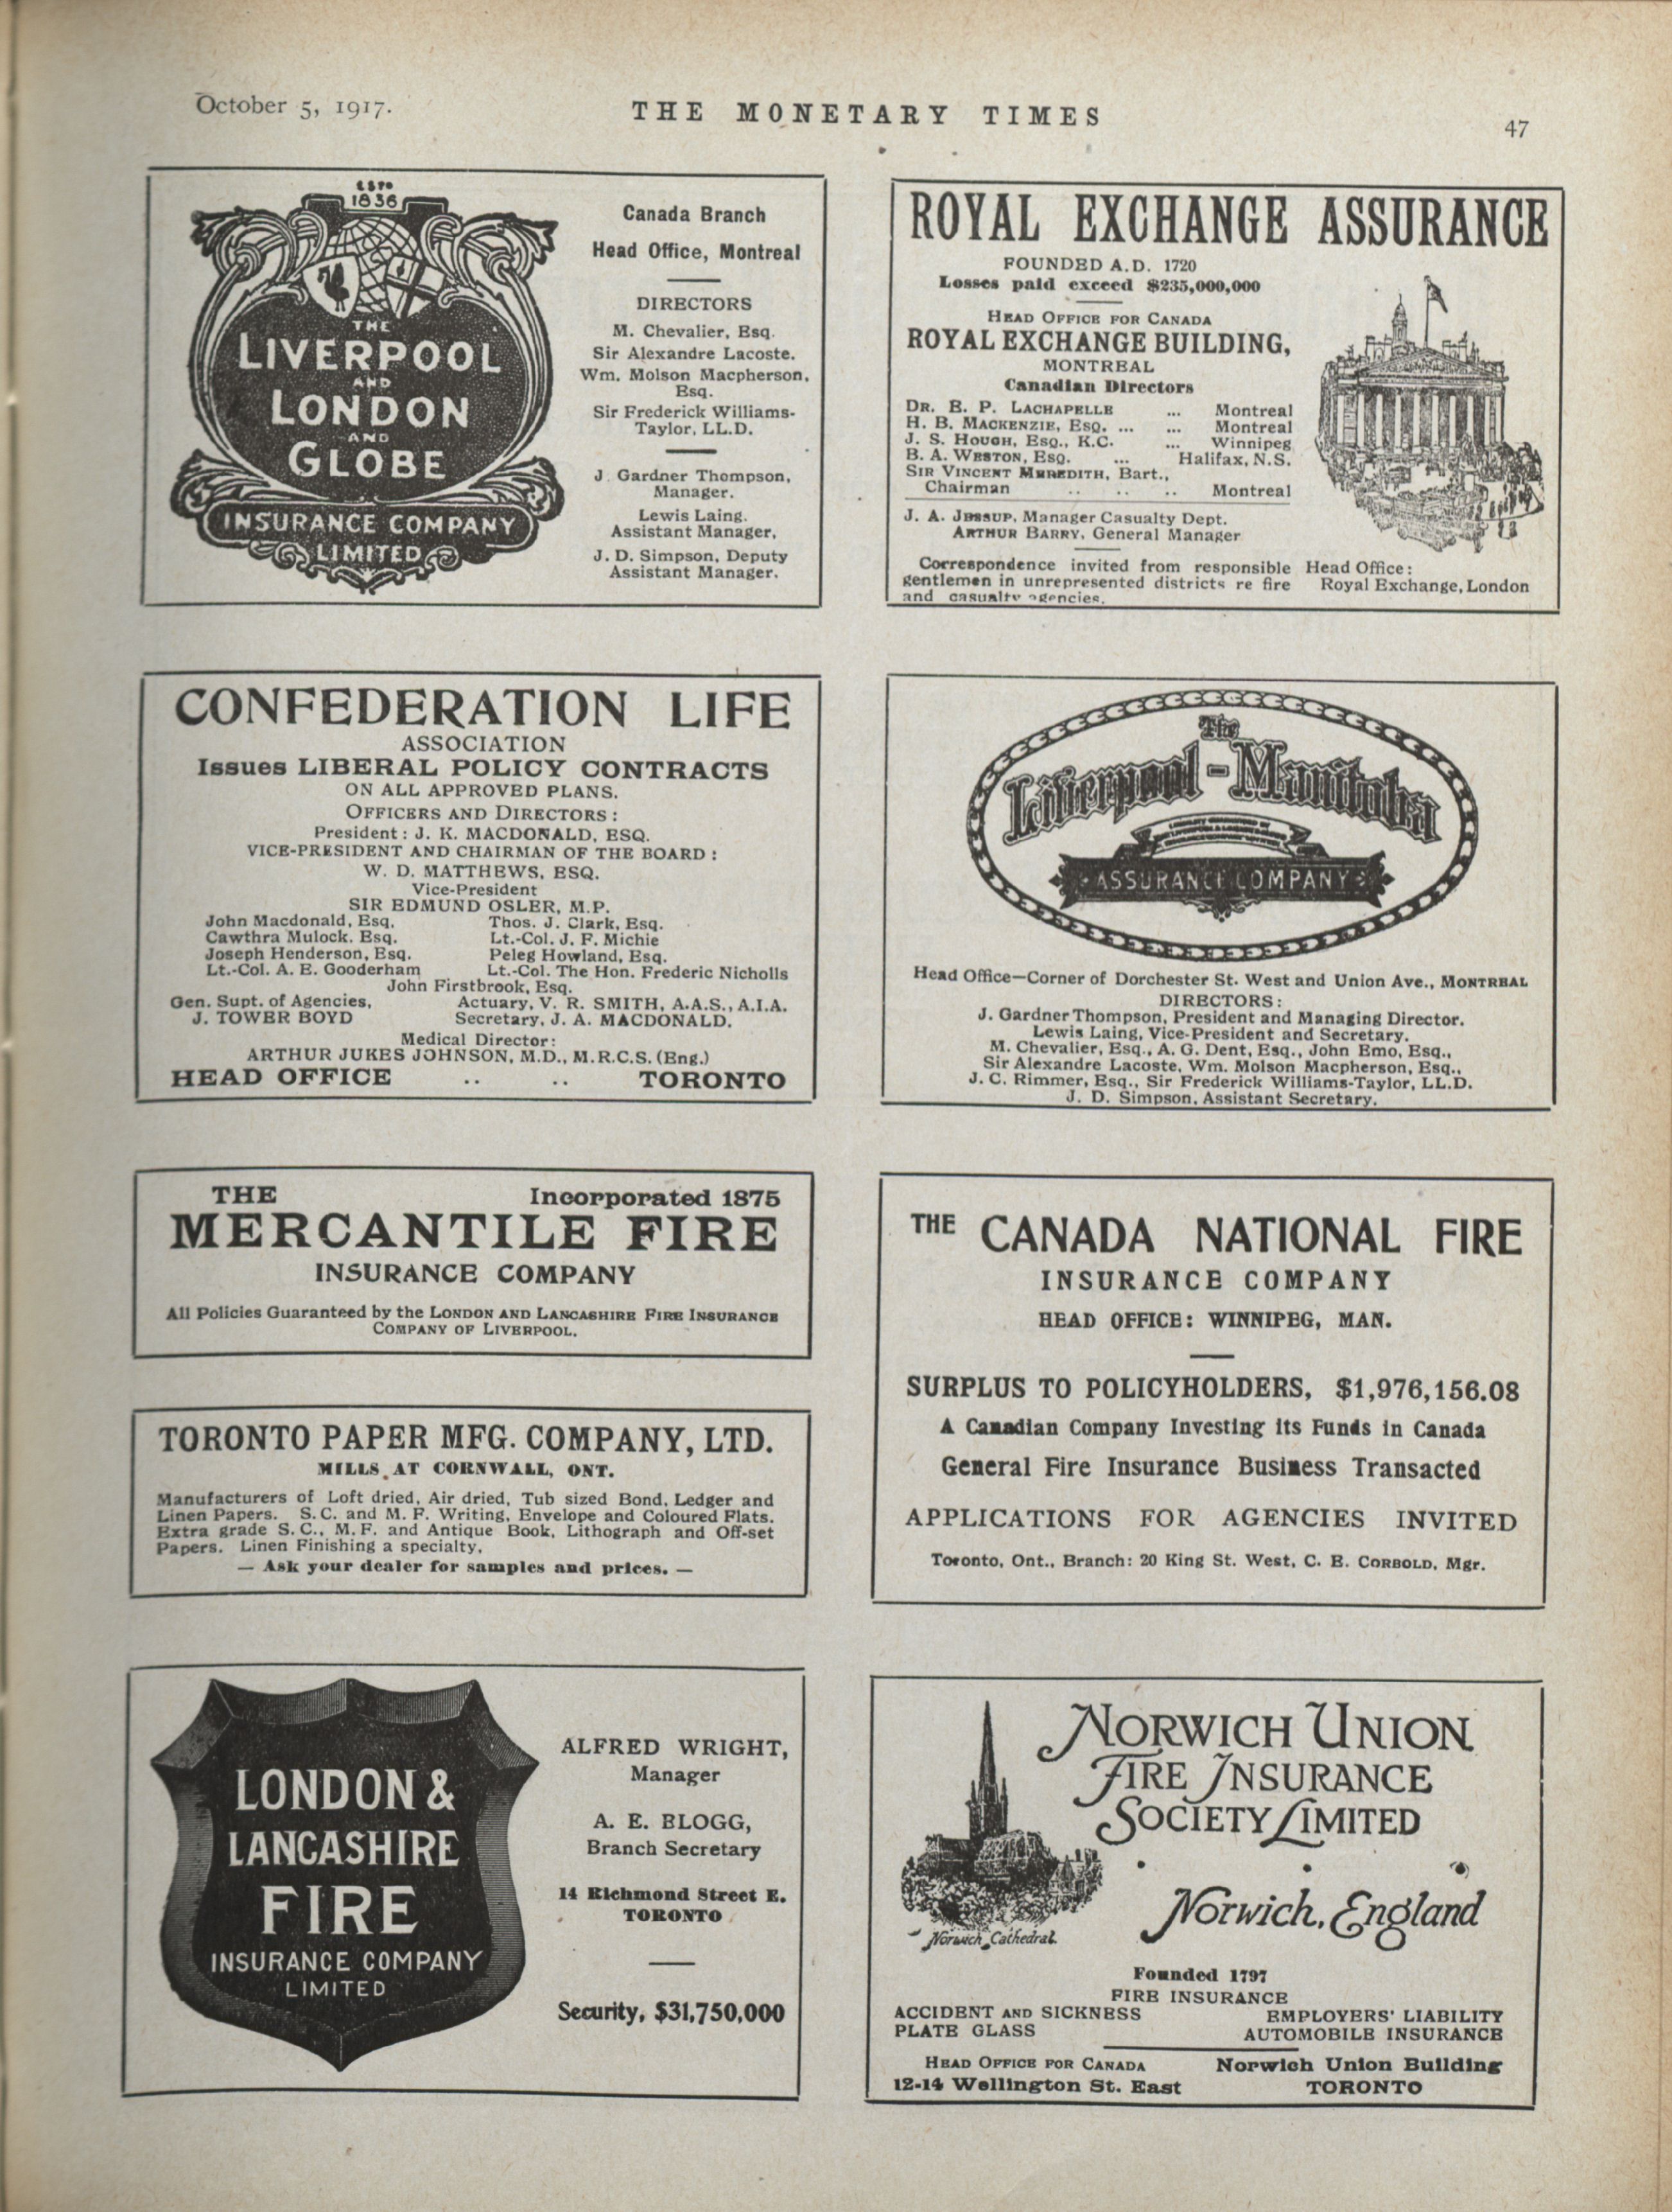 October 5, 1917.
THE MONETARY TIMES
47
ESTD
1836
THE
LIVERPOOL
AND
LONDON
AND
GLOBE
INSURANCE COMPANY
LIMITED
Canada Branch
Head Office, Montreal
DIRECTORS
M. Chevalier, Esq.
Sir Alexandre Lacoste.
Wm. Molson Macpherson,
Esq.
Sir Frederick Williams-
Taylor, LL.D.
J. Gardner Thompson,
Manager.
Lewis Laing.
Assistant Manager,
J. D. Simpson, Deputy
Assistant Manager.
ROYAL EXCHANGE ASSURANCE
FOUNDED A.D. 1720
Losses paid exceed $235,000,000
HEAD OFFICE FOR CANADA
ROYAL EXCHANGE BUILDING,
MONTREAL
Canadian Directors
DR. E. P. LACHAPELLE ... Montreal
H. B. MACKENZIE, ESQ. ... ... Montreal
J. S. HOUGH, ESQ., K.C. ... Winnipeg
B. A. WESTON, ESQ. ... Halifax, N.S.
SIR VINCENT MEREDITH, Bart.,
Chairman .. .. .. Montreal
J. A. JESSUP, Manager Casualty Dept.
ARTHUR BARRY, General Manager
Correspondence invited from responsible
gentlemen in unrepresented districts re fire
and casualty agencies.
Head Office:
Royal Exchange, London
CONFEDERATION LIFE
ASSOCIATION
Issues LIBERAL POLICY CONTRACTS
ON ALL APPROVED PLANS.
OFFICERS AND DIRECTORS:
President: J. K. MACDONALD, ESQ.
VICE-PRESIDENT AND CHAIRMAN OF THE BOARD:
W. D. MATTHEWS, ESQ.
Vice-President
SIR EDMUND OSLER, M.P.
John Macdonald, Esq. Thos. J. Clark, Esq.
Cawthra Mulock, Esq. Lt.-Col. J. F. Michie
Joseph Henderson, Esq. Peleg Howland, Esq.
Lt.-Col. A. E. Gooderham Lt.-Col. The Hon. Frederic Nicholls
John Firstbrook, Esq.
Gen. Supt. of Agencies, Actuary, V. R. SMITH, A.A.S., A.I.A.
J. TOWER BOYD Secretary, J. A. MACDONALD.
Medical Director:
ARTHUR JUKES JOHNSON, M.D., M.R.C.S. (Eng.)
HEAD OFFICE .. .. TORONTO
The
Liverpool-Manitoba
ASSURANCE COMPANY
Head Office—Corner of Dorchester St. West and Union Ave., MONTREAL
DIRECTORS:
J. Gardner Thompson, President and Managing Director.
Lewis Laing, Vice-President and Secretary.
M. Chevalier, Esq., A. G. Dent, Esq., John Emo, Esq.,
Sir Alexandre Lacoste, Wm. Molson Macpherson, Esq.,
J. C. Rimmer, Esq., Sir Frederick Williams-Taylor, LL.D.
J. D. Simpson, Assistant Secretary.
THE Incorporated 1875
MERCANTILE FIRE
INSURANCE COMPANY
All Policies Guaranteed by the LONDON AND LANCASHIRE FIRE INSURANCE
COMPANY OF LIVERPOOL.
THE CANADA NATIONAL FIRE
INSURANCE COMPANY
HEAD OFFICE: WINNIPEG, MAN.
SURPLUS TO POLICYHOLDERS, $1,976,156.08
A Canadian Company Investing its Funds in Canada
General Fire Insurance Business Transacted
APPLICATIONS FOR AGENCIES INVITED
Toronto, Ont., Branch: 20 King St. West, C. E. CORBOLD, Mgr.
TORONTO PAPER MFG. COMPANY, LTD.
MILLS AT CORNWALL, ONT.
Manufacturers of Loft dried, Air dried, Tub sized Bond, Ledger and
Linen Papers. S. C. and M. F. Writing, Envelope and Coloured Flats.
Extra grade S. C., M. F. and Antique Book, Lithograph and Off-set
Papers. Linen Finishing a specialty.
— Ask your dealer for samples and prices. —
LONDON &
LANCASHIRE
FIRE
INSURANCE COMPANY
LIMITED
ALFRED WRIGHT,
Manager
A. E. BLOGG,
Branch Secretary
14 Richmond Street E.
TORONTO
Security, $31,750,000
NORWICH UNION
FIRE INSURANCE
SOCIETY LIMITED
Norwich, England
Norwich Cathedral.
Founded 1797
FIRE INSURANCE
ACCIDENT AND SICKNESS EMPLOYERS' LIABILITY
PLATE GLASS AUTOMOBILE INSURANCE
HEAD OFFICE FOR CANADA Norwich Union Building
12-14 Wellington St. East TORONTO